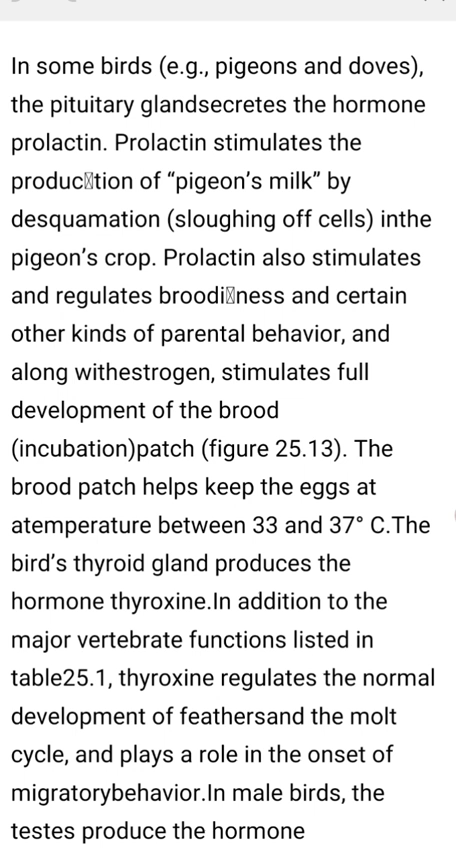 In some birds (e.g., pigeons and doves),
the pituitary glandsecretes the hormone
prolactin. Prolactin stimulates the
produc􏰀tion of “pigeon’s milk” by
desquamation (sloughing off cells) inthe
pigeon’s crop. Prolactin also stimulates
and regulates broodi􏰀ness and certain
other kinds of parental behavior, and
along withestrogen, stimulates full
development of the brood
(incubation)patch (figure 25.13). The
brood patch helps keep the eggs at
atemperature between 33 and 37° C.The
bird’s thyroid gland produces the
hormone thyroxine.In addition to the
major vertebrate functions listed in
table25.1, thyroxine regulates the normal
development of feathersand the molt
cycle, and plays a role in the onset of
migratorybehavior.In male birds, the
testes produce the hormone